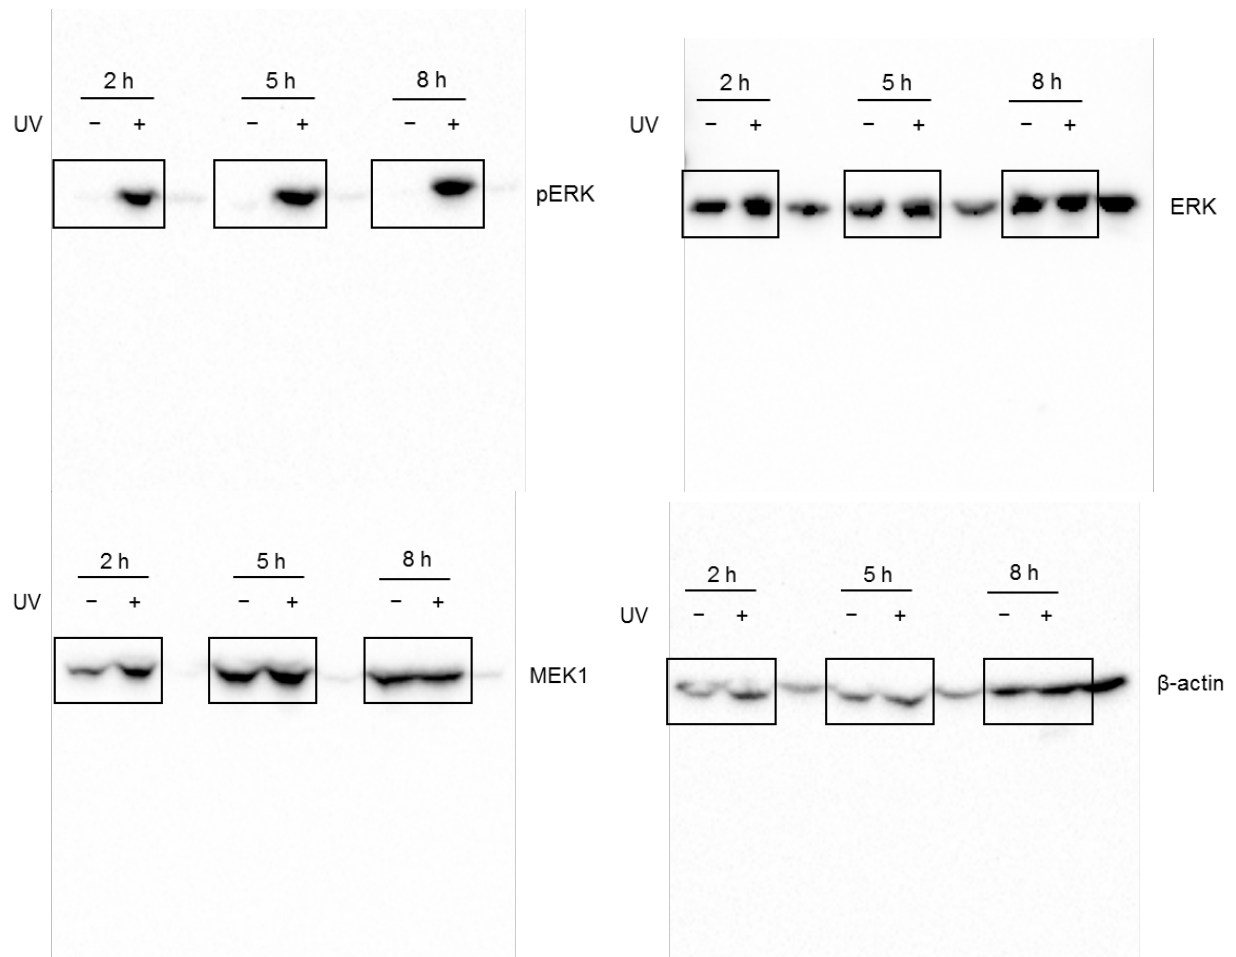 2 h 5 h 8 h
UV − + − + − +
pERK
2 h 5 h 8 h
UV − + − + − +
ERK
2 h 5 h 8 h
UV − + − + − +
MEK1
2 h 5 h 8 h
UV − + − + − +
β-actin